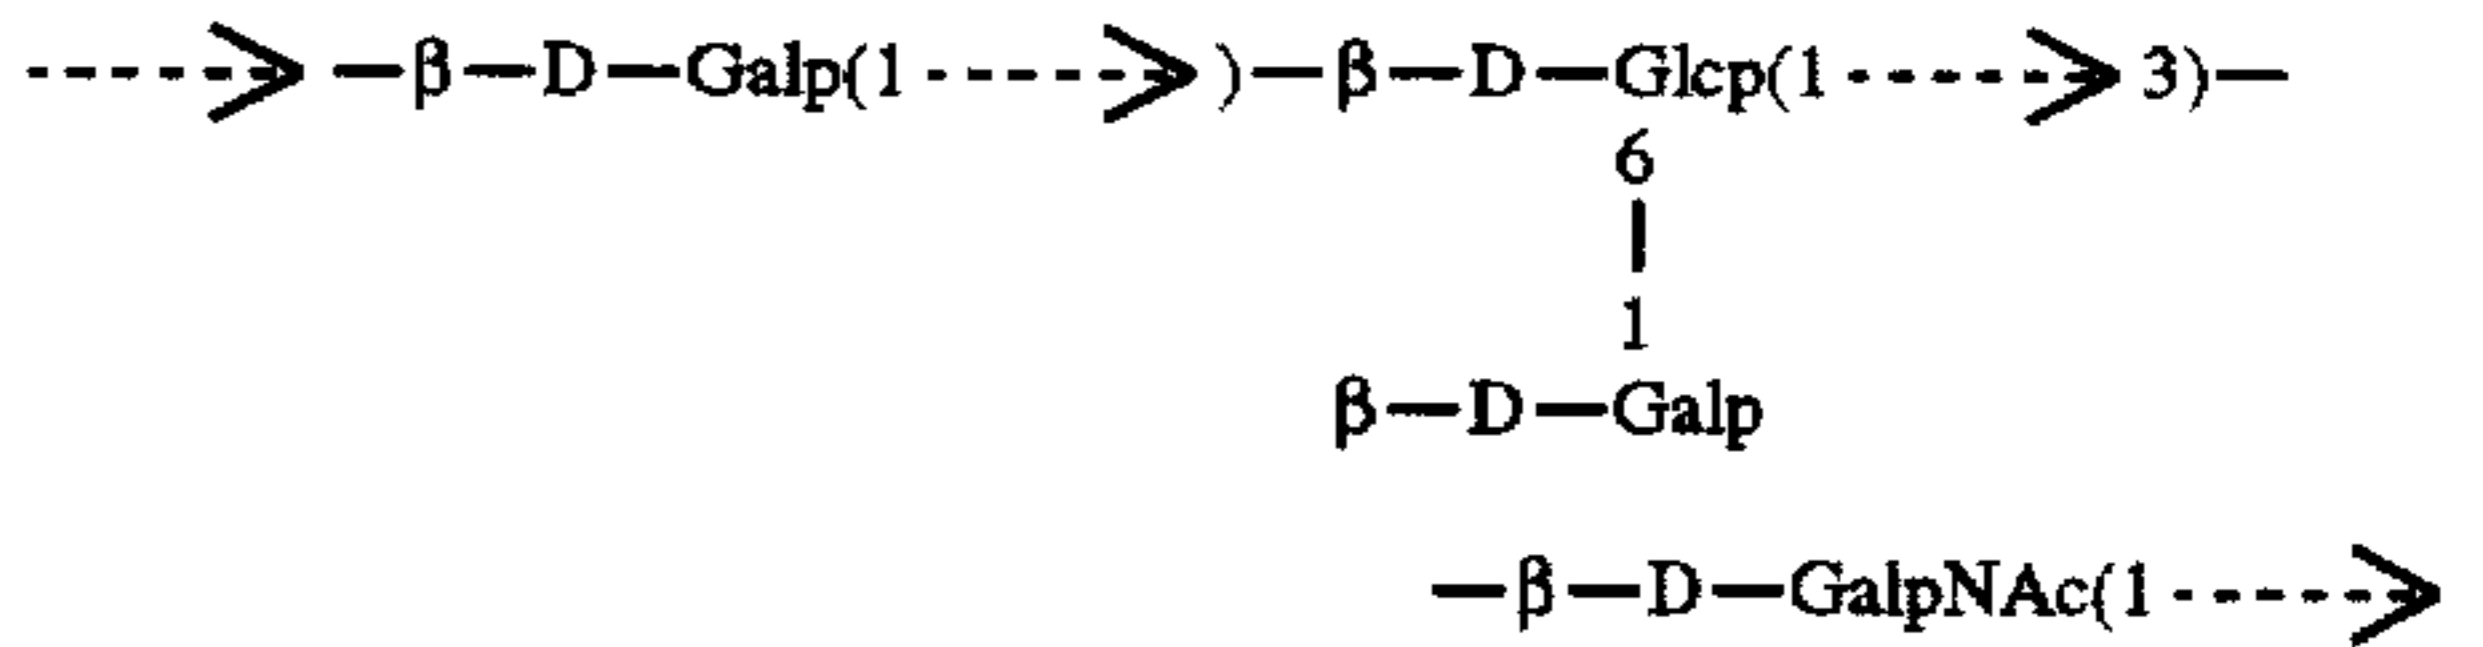 -----> —β—D—Galp(1 -----> )—β—D—Glcp(1 -----> 3)—
6
|
1
β—D—Galp
—β—D—GalpNAc(1 ----->